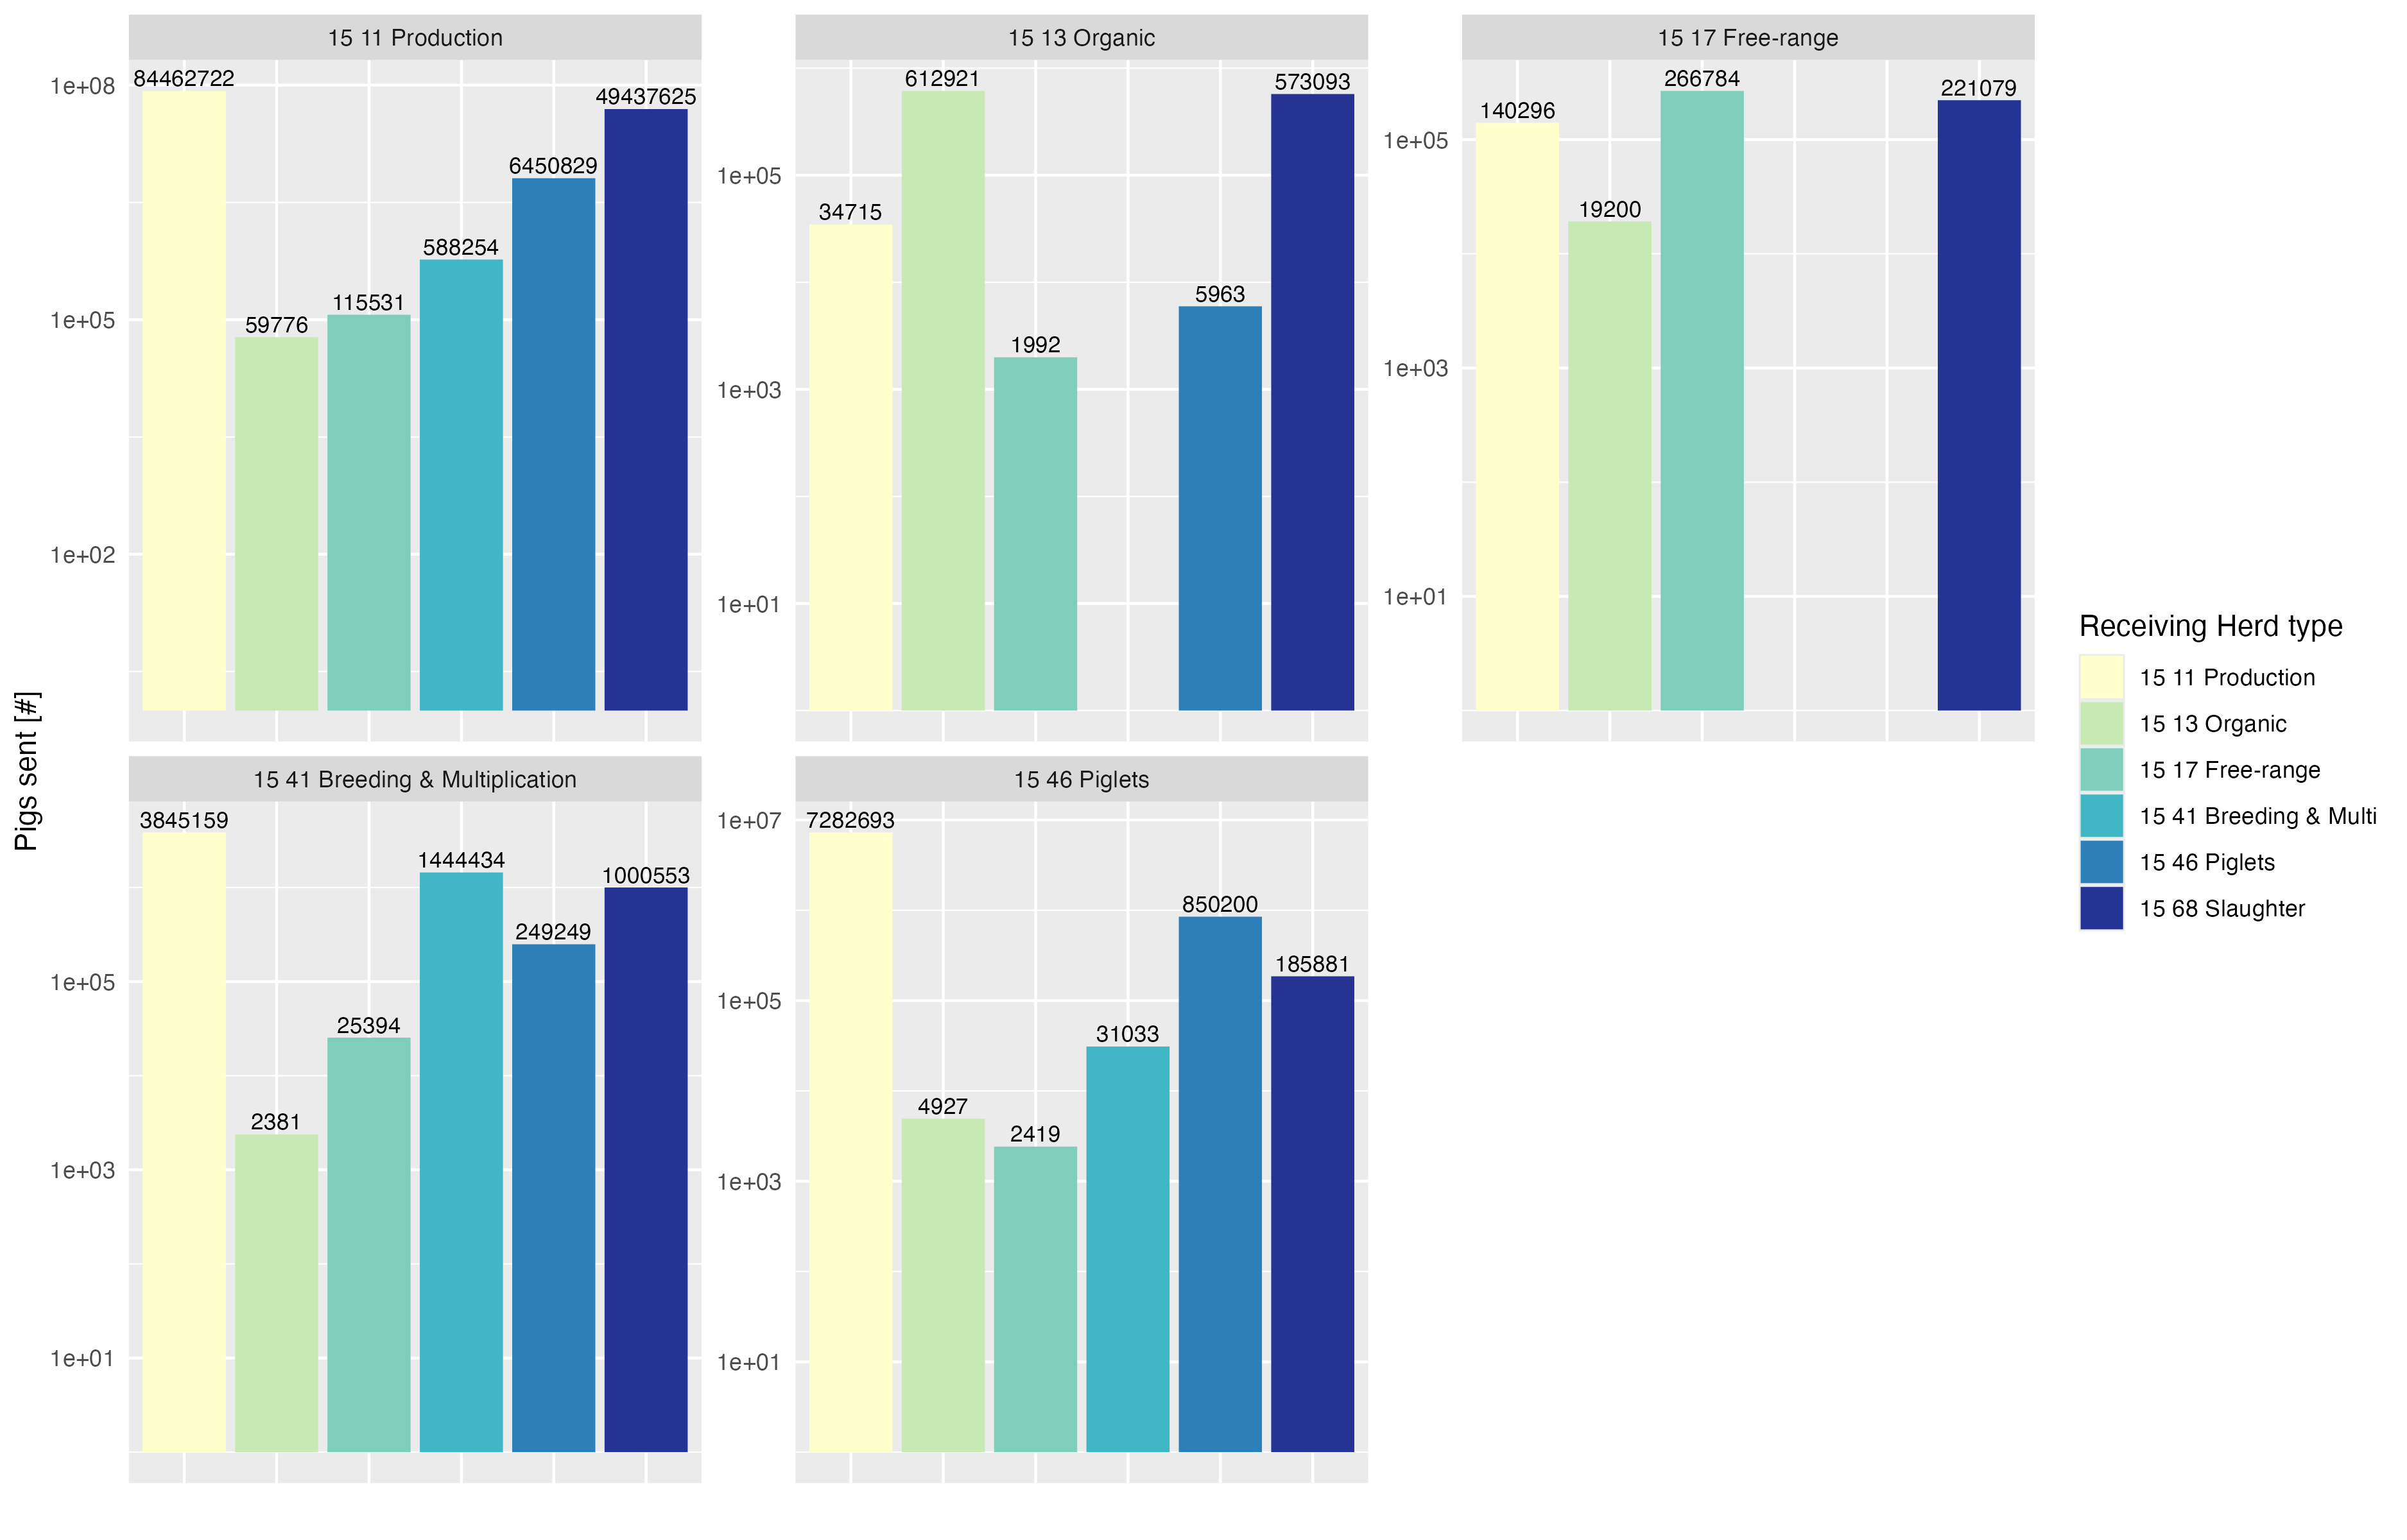 15 11 Production
15 13 Organic
15 17 Free-range
1e+08
1e+05
1e+02
84462722
59776
115531
588254
6450829
49437625
1e+05
1e+03
1e+01
34715
612921
1992
5963
573093
1e+05
1e+03
1e+01
140296
19200
266784
221079
Pigs sent [#]
15 41 Breeding & Multiplication
15 46 Piglets
1e+05
1e+03
1e+01
3845159
2381
25394
1444434
249249
1000553
1e+07
1e+05
1e+03
1e+01
7282693
4927
2419
31033
850200
185881
Receiving Herd type
15 11 Production
15 13 Organic
15 17 Free-range
15 41 Breeding & Multi
15 46 Piglets
15 68 Slaughter